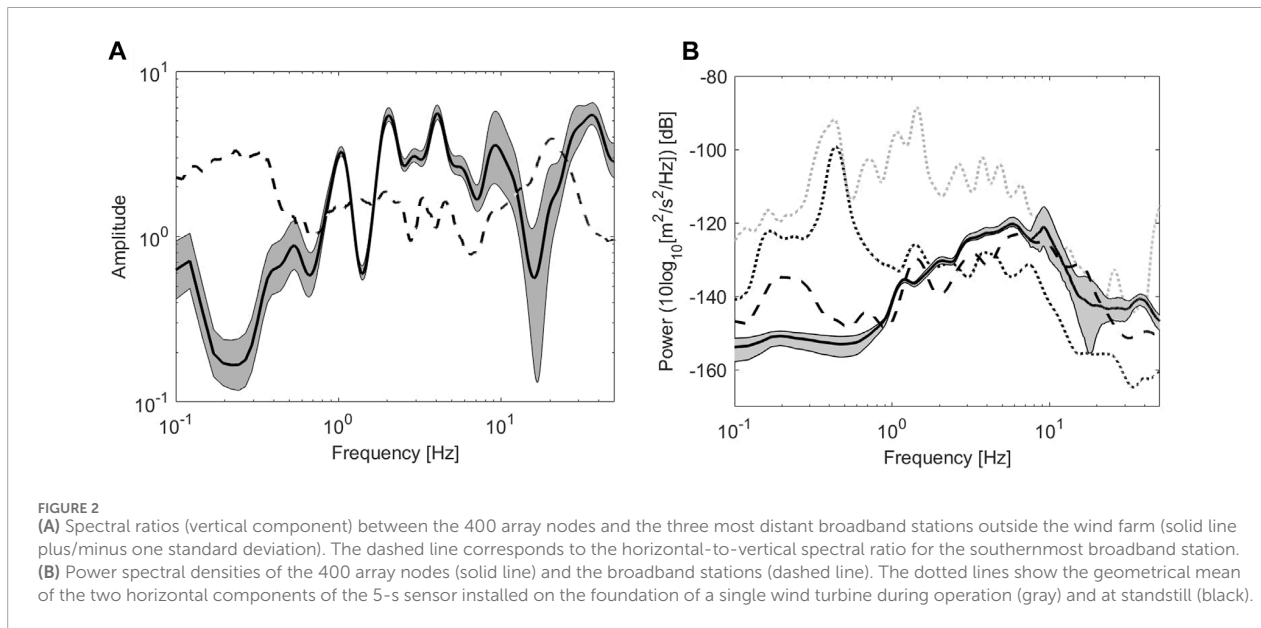 A
10^1
10^0
10^-1
Amplitude
10^-1
10^0
10^1
Frequency [Hz]
B
-80
-100
-120
-140
-160
Power (10log10[m^2/s^2/Hz]) [dB]
10^-1
10^0
10^1
Frequency [Hz]
FIGURE 2
(A) Spectral ratios (vertical component) between the 400 array nodes and the three most distant broadband stations outside the wind farm (solid line
plus/minus one standard deviation). The dashed line corresponds to the horizontal-to-vertical spectral ratio for the southernmost broadband station.
(B) Power spectral densities of the 400 array nodes (solid line) and the broadband stations (dashed line). The dotted lines show the geometrical mean
of the two horizontal components of the 5-s sensor installed on the foundation of a single wind turbine during operation (gray) and at standstill (black).